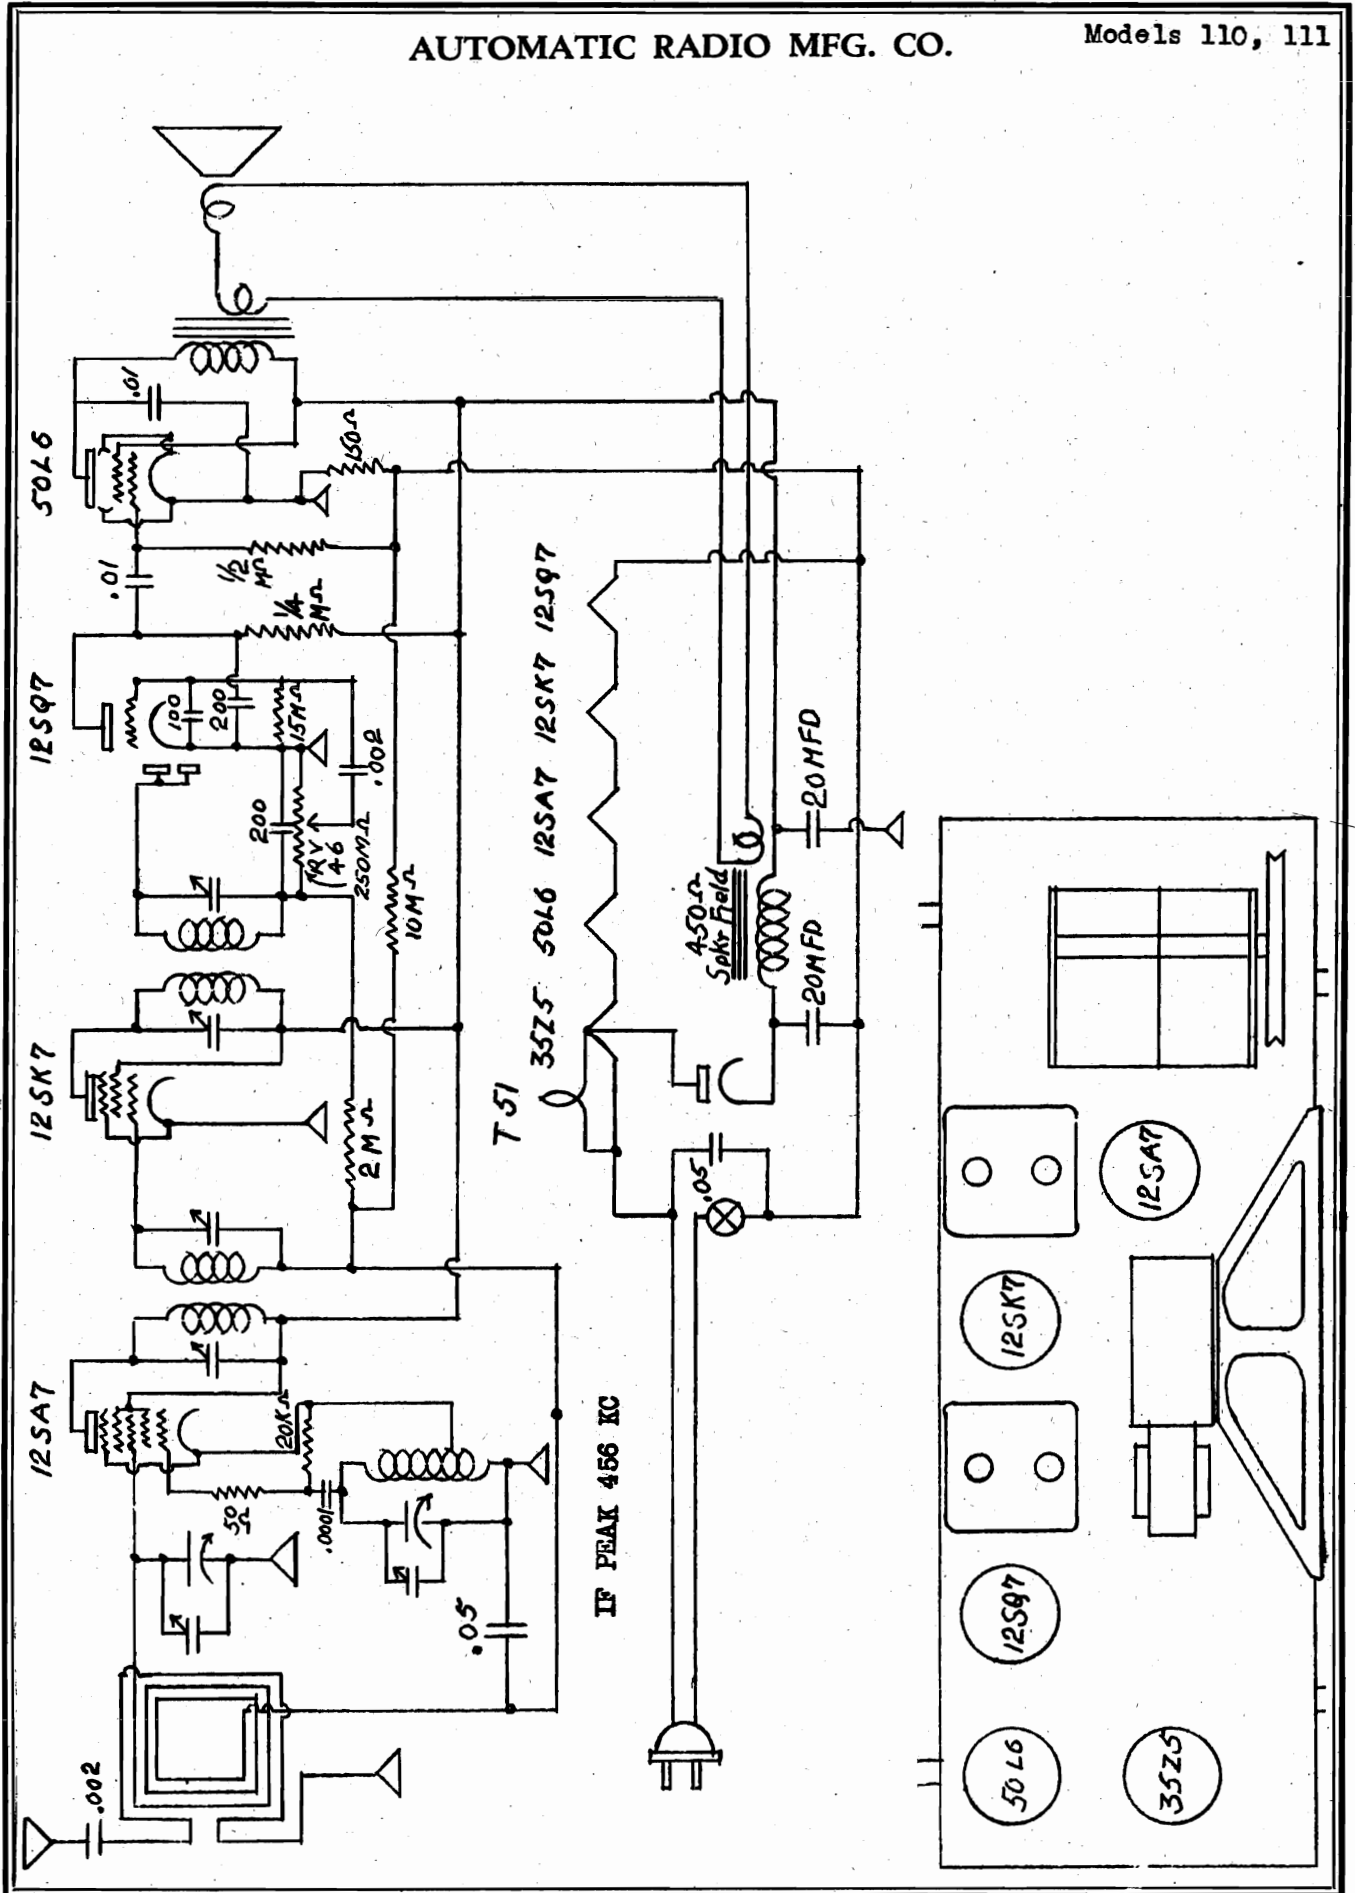 AUTOMATIC RADIO MFG. CO.
Models 110, 111
50L6
.01
150Ω
.01
1/2 MΩ
1/4 MΩ
12SQ7
100
200
15MΩ
.002
200
RV 46
250MΩ
10MΩ
12SK7
2MΩ
12SA7
20KΩ
50Ω
.0001
.05
.002
T51
35Z5 50L6 12SA7 12SK7 12SQ7
450Ω
Spkr Field
20MFD
20MFD
.05
IF PEAK 456 KC
12SA7
12SK7
12SQ7
50L6
35Z5